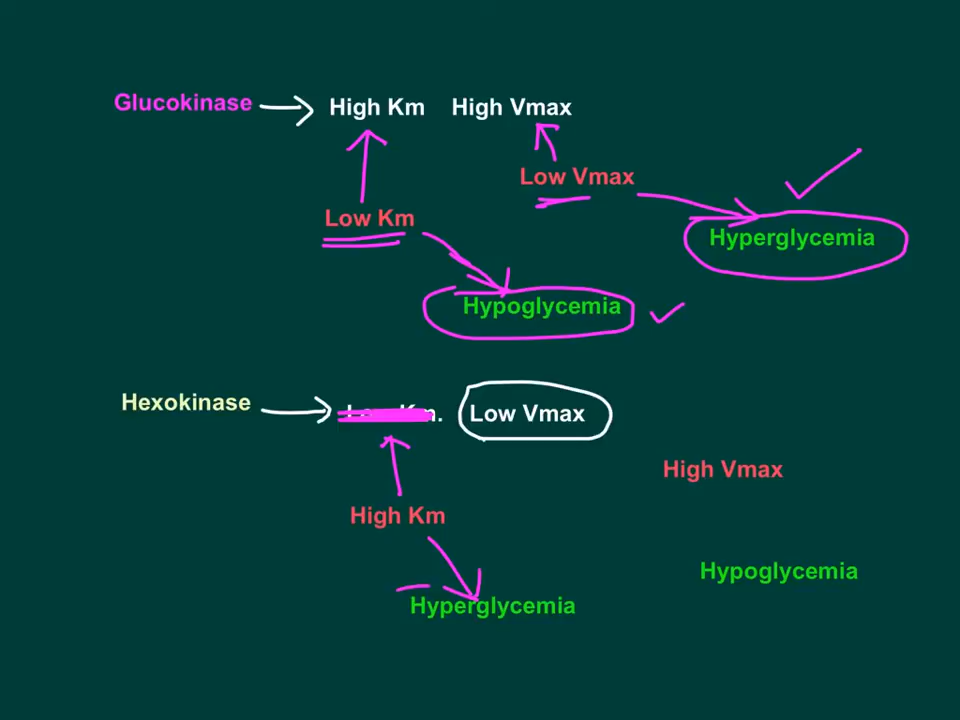 Glucokinase High Km High Vmax
Low Vmax
Low Km
Hyperglycemia
Hypoglycemia
Hexokinase Low Vmax
High Vmax
High Km
Hypoglycemia
Hyperglycemia